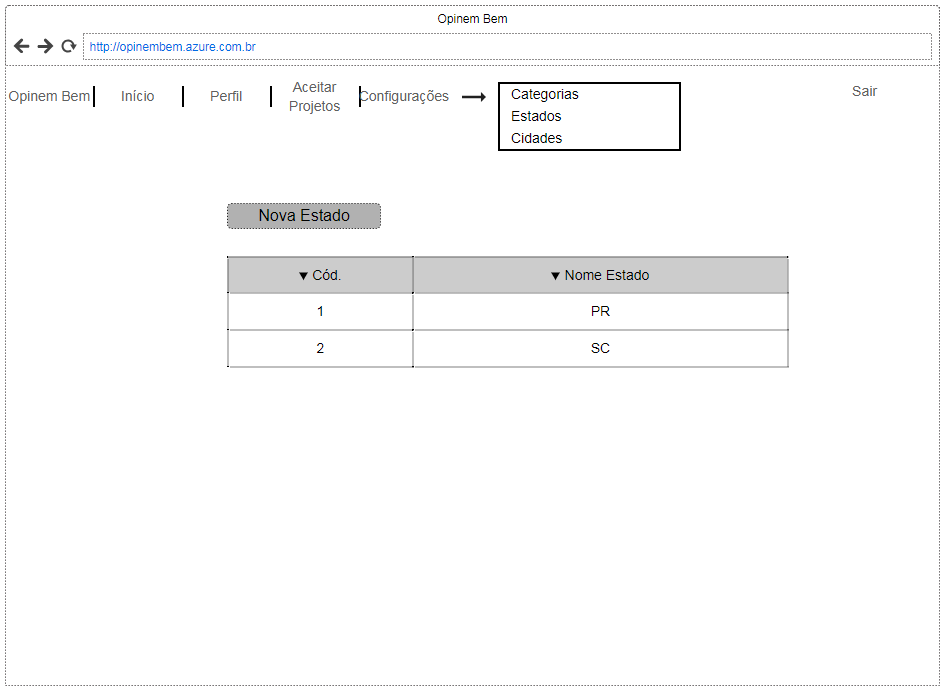 Opinem Bem
http://opinembem.azure.com.br
Opinem Bem
Início
Perfil
Aceitar
Projetos
Configurações
Categorias
Estados
Cidades
Sair
Nova Estado
▼ Cód. ▼ Nome Estado
1 PR
2 SC